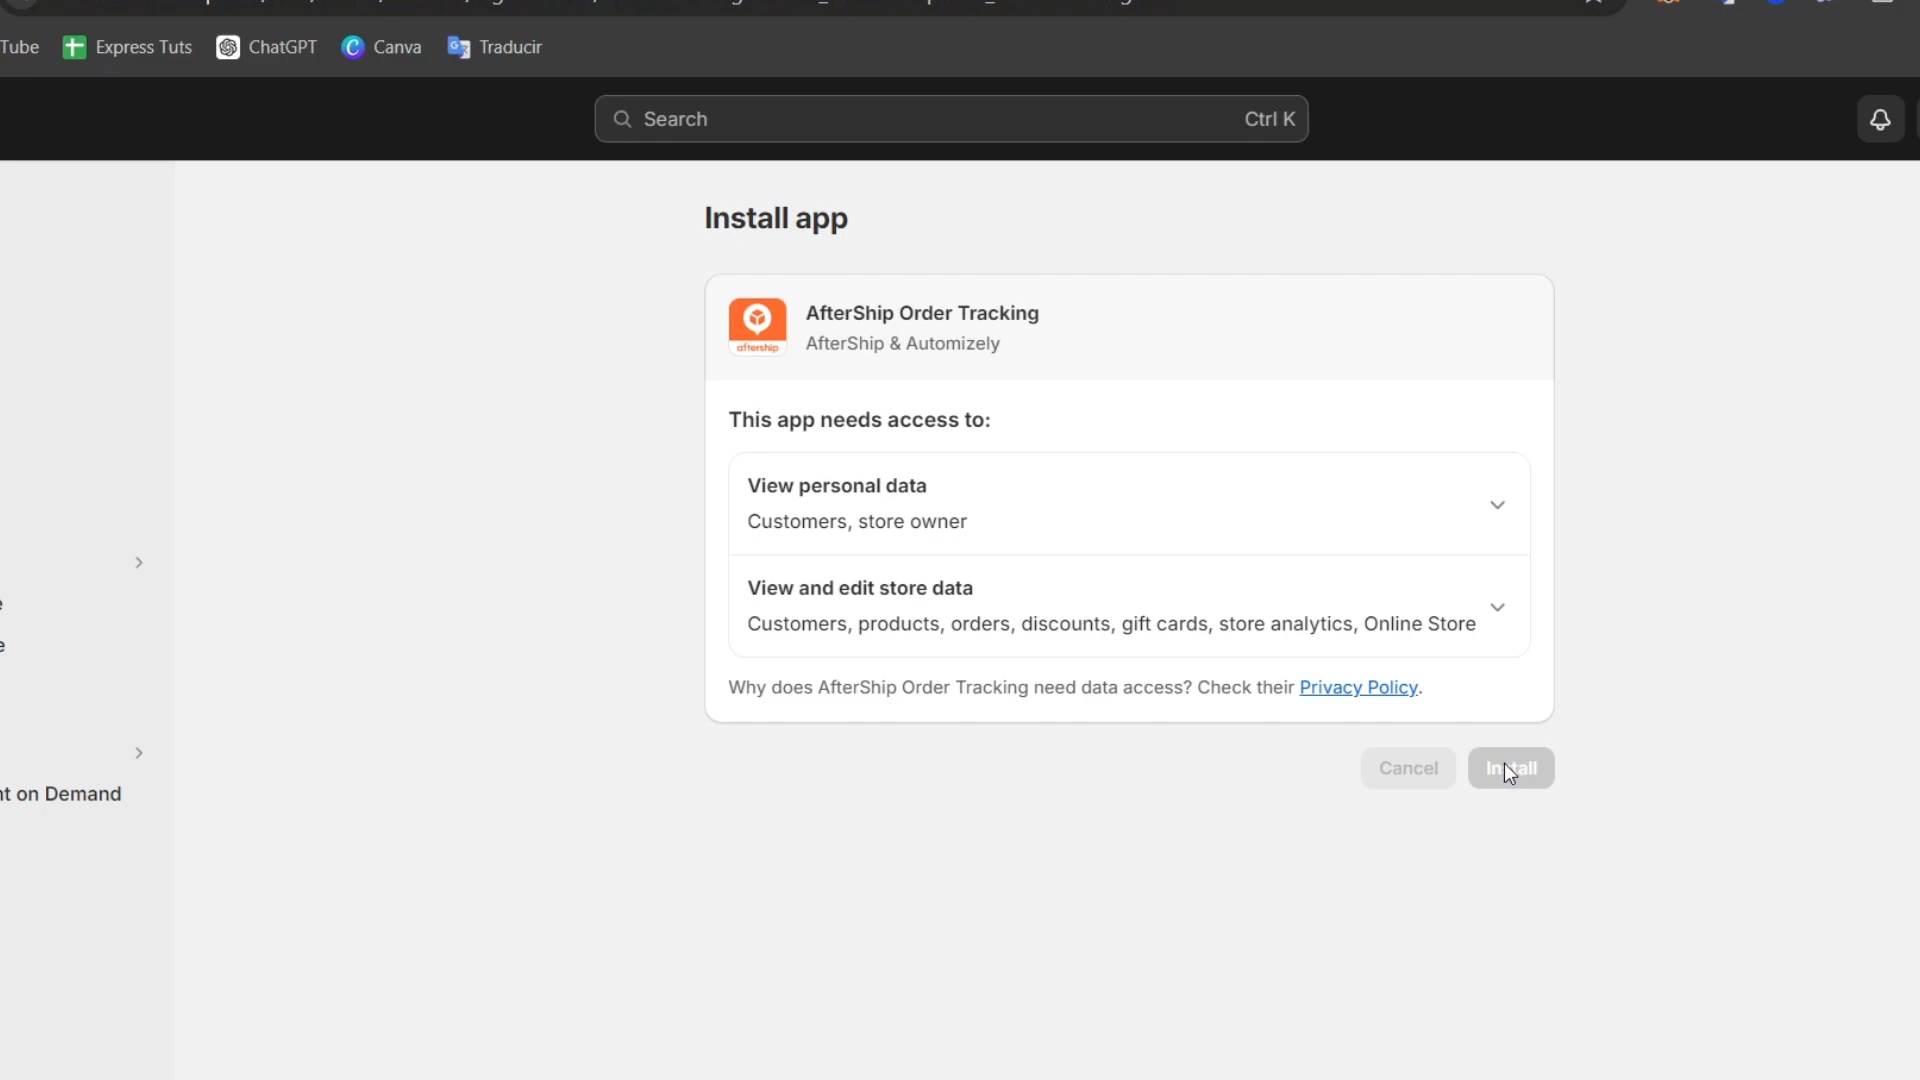 Tube
Express Tuts
ChatGPT
Canva
Traducir
Search
Ctrl K
Install app
aftership
AfterShip Order Tracking
AfterShip & Automizely
This app needs access to:
View personal data
Customers, store owner
View and edit store data
Customers, products, orders, discounts, gift cards, store analytics, Online Store
Why does AfterShip Order Tracking need data access? Check their Privacy Policy.
Cancel
Install
e
e
nt on Demand